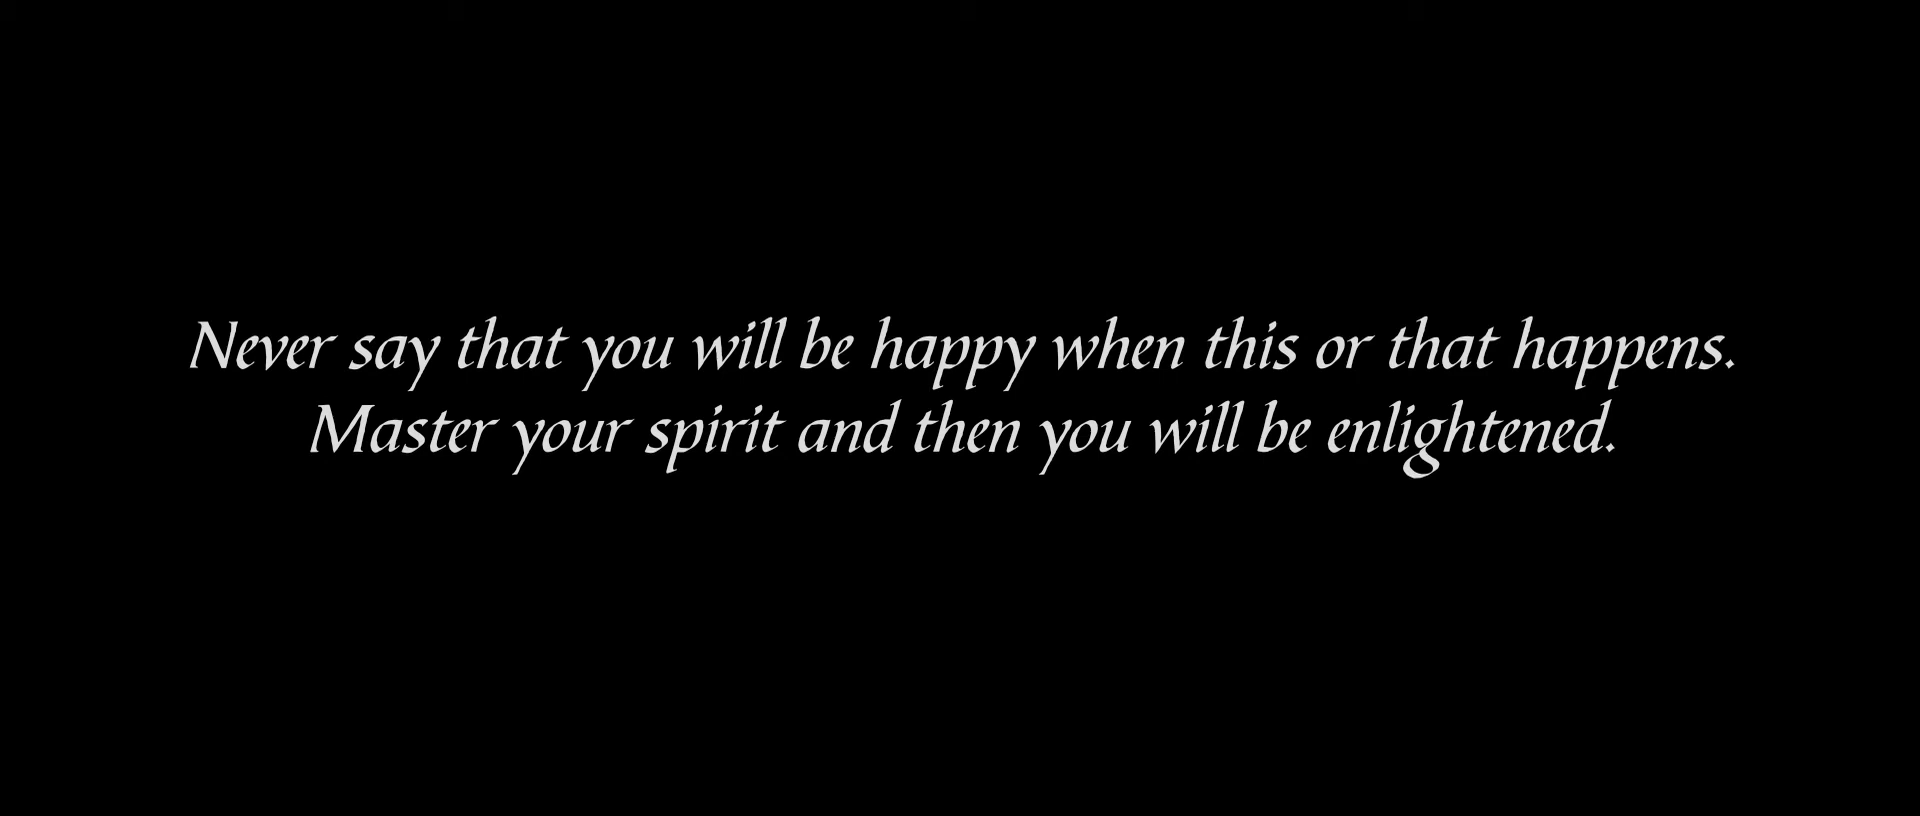 Never say that you will be happy when this or that happens.
Master your spirit and then you will be enlightened.